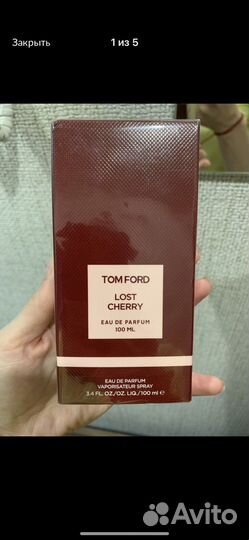 Закрыть
1 из 5
TOM FORD
LOST
CHERRY
EAU DE PARFUM
100 ML
EAU DE PARFUM
VAPORISATEUR SPRAY
3.4 FL. OZ./OZ. LIQ./100 ml e
Avito